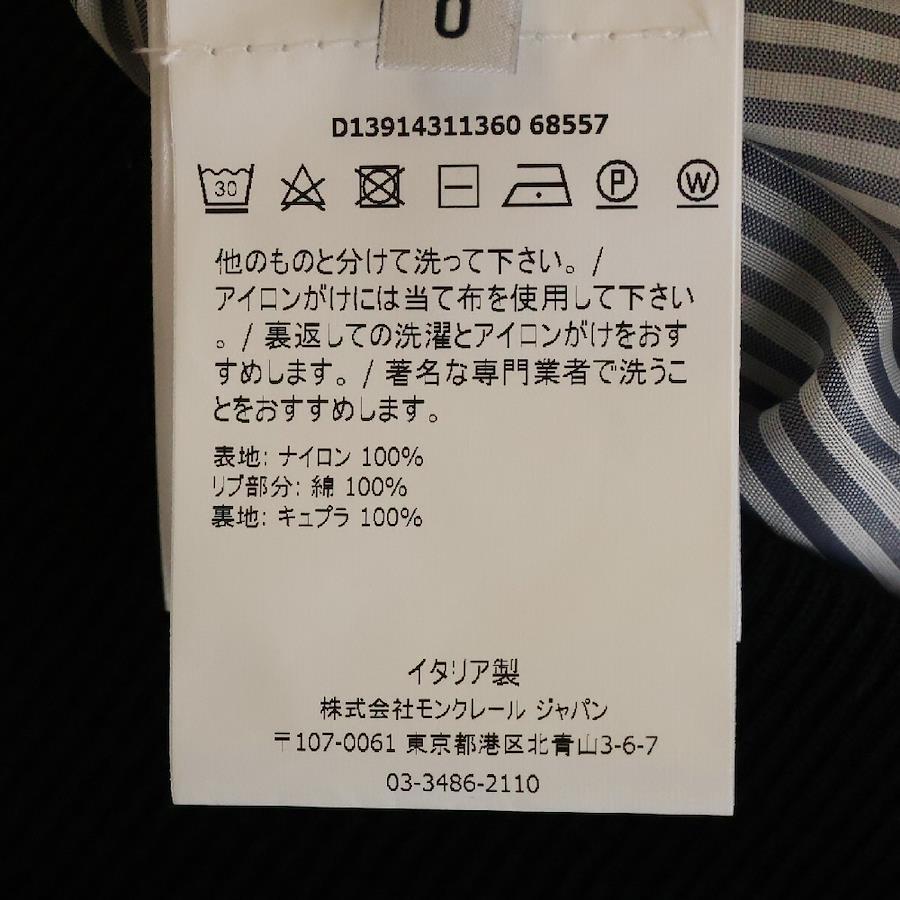 0
D13914311360 68557
30 P W
他のものと分けて洗って下さい。/
アイロンがけには当て布を使用して下さい
。/ 裏返しての洗濯とアイロンがけをおす
すめします。/ 著名な専門業者で洗うこ
とをおすすめします。
表地: ナイロン 100%
リブ部分: 綿 100%
裏地: キュプラ 100%
イタリア製
株式会社モンクレール ジャパン
〒107-0061 東京都港区北青山3-6-7
03-3486-2110